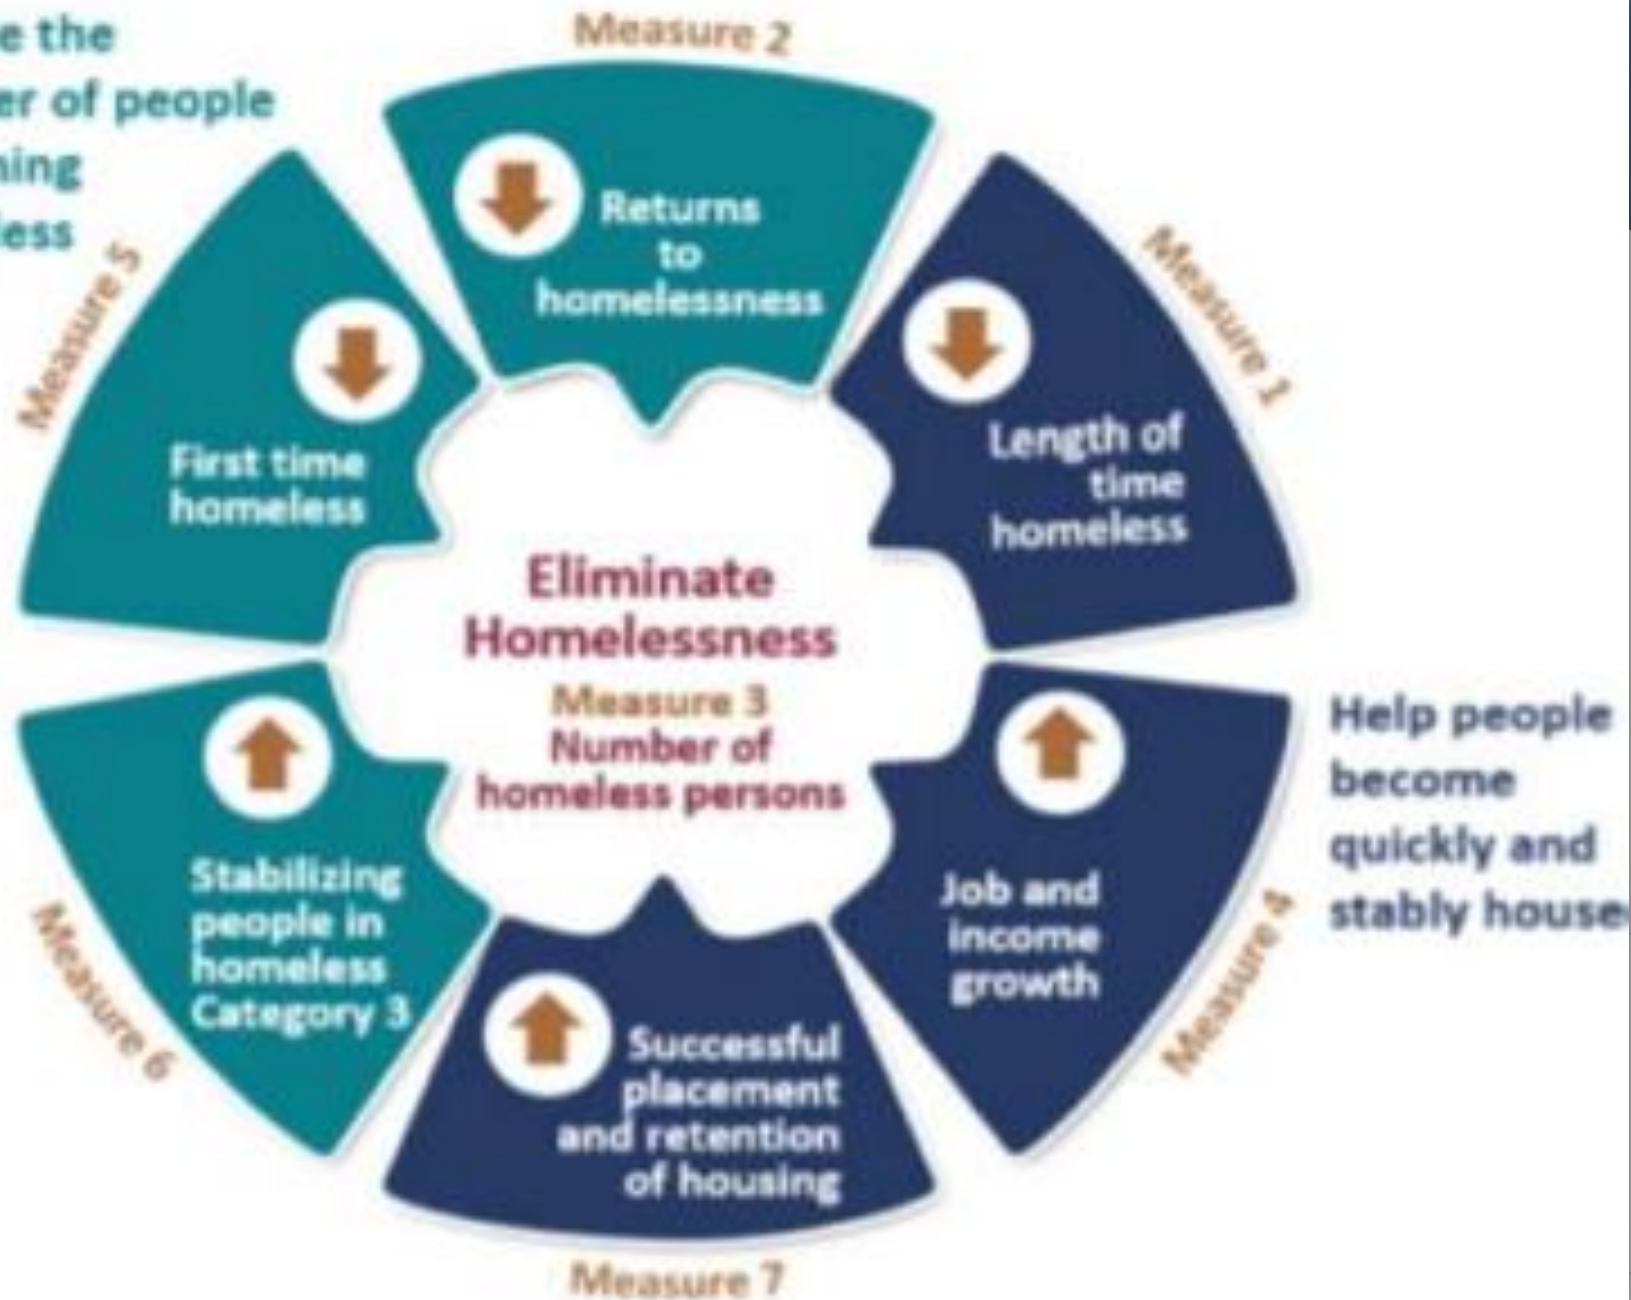 e the
er of people
ning
less
Measure 2
Returns
to
homelessness
Measure 1
Length of
time
homeless
Measure 5
First time
homeless
Eliminate
Homelessness
Measure 3
Number of
homeless persons
Help people
become
quickly and
stably house
Measure 4
Job and
income
growth
Measure 6
Stabilizing
people in
homeless
Category 3
Successful
placement
and retention
of housing
Measure 7